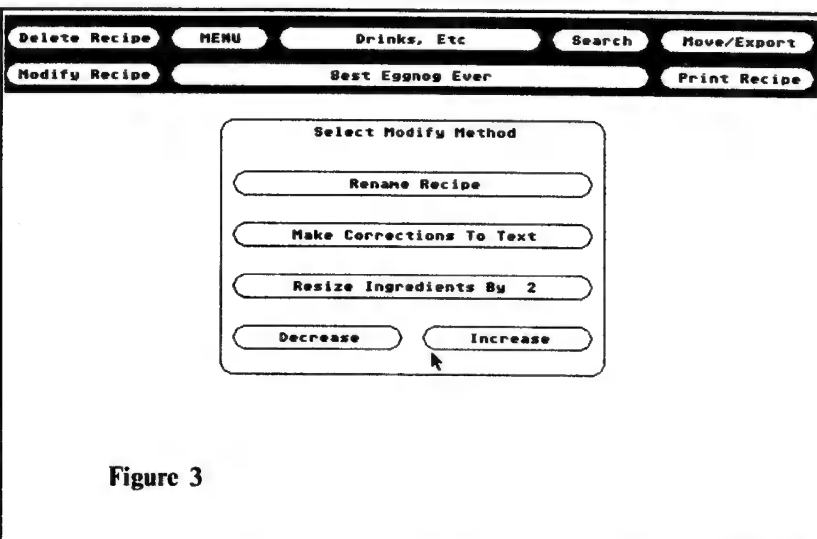 Delete Recipe MENU Drinks, Etc Search Move/Export
Modify Recipe Best Eggnog Ever Print Recipe
Select Modify Method
Rename Recipe
Make Corrections To Text
Resize Ingredients By 2
Decrease Increase
Figure 3